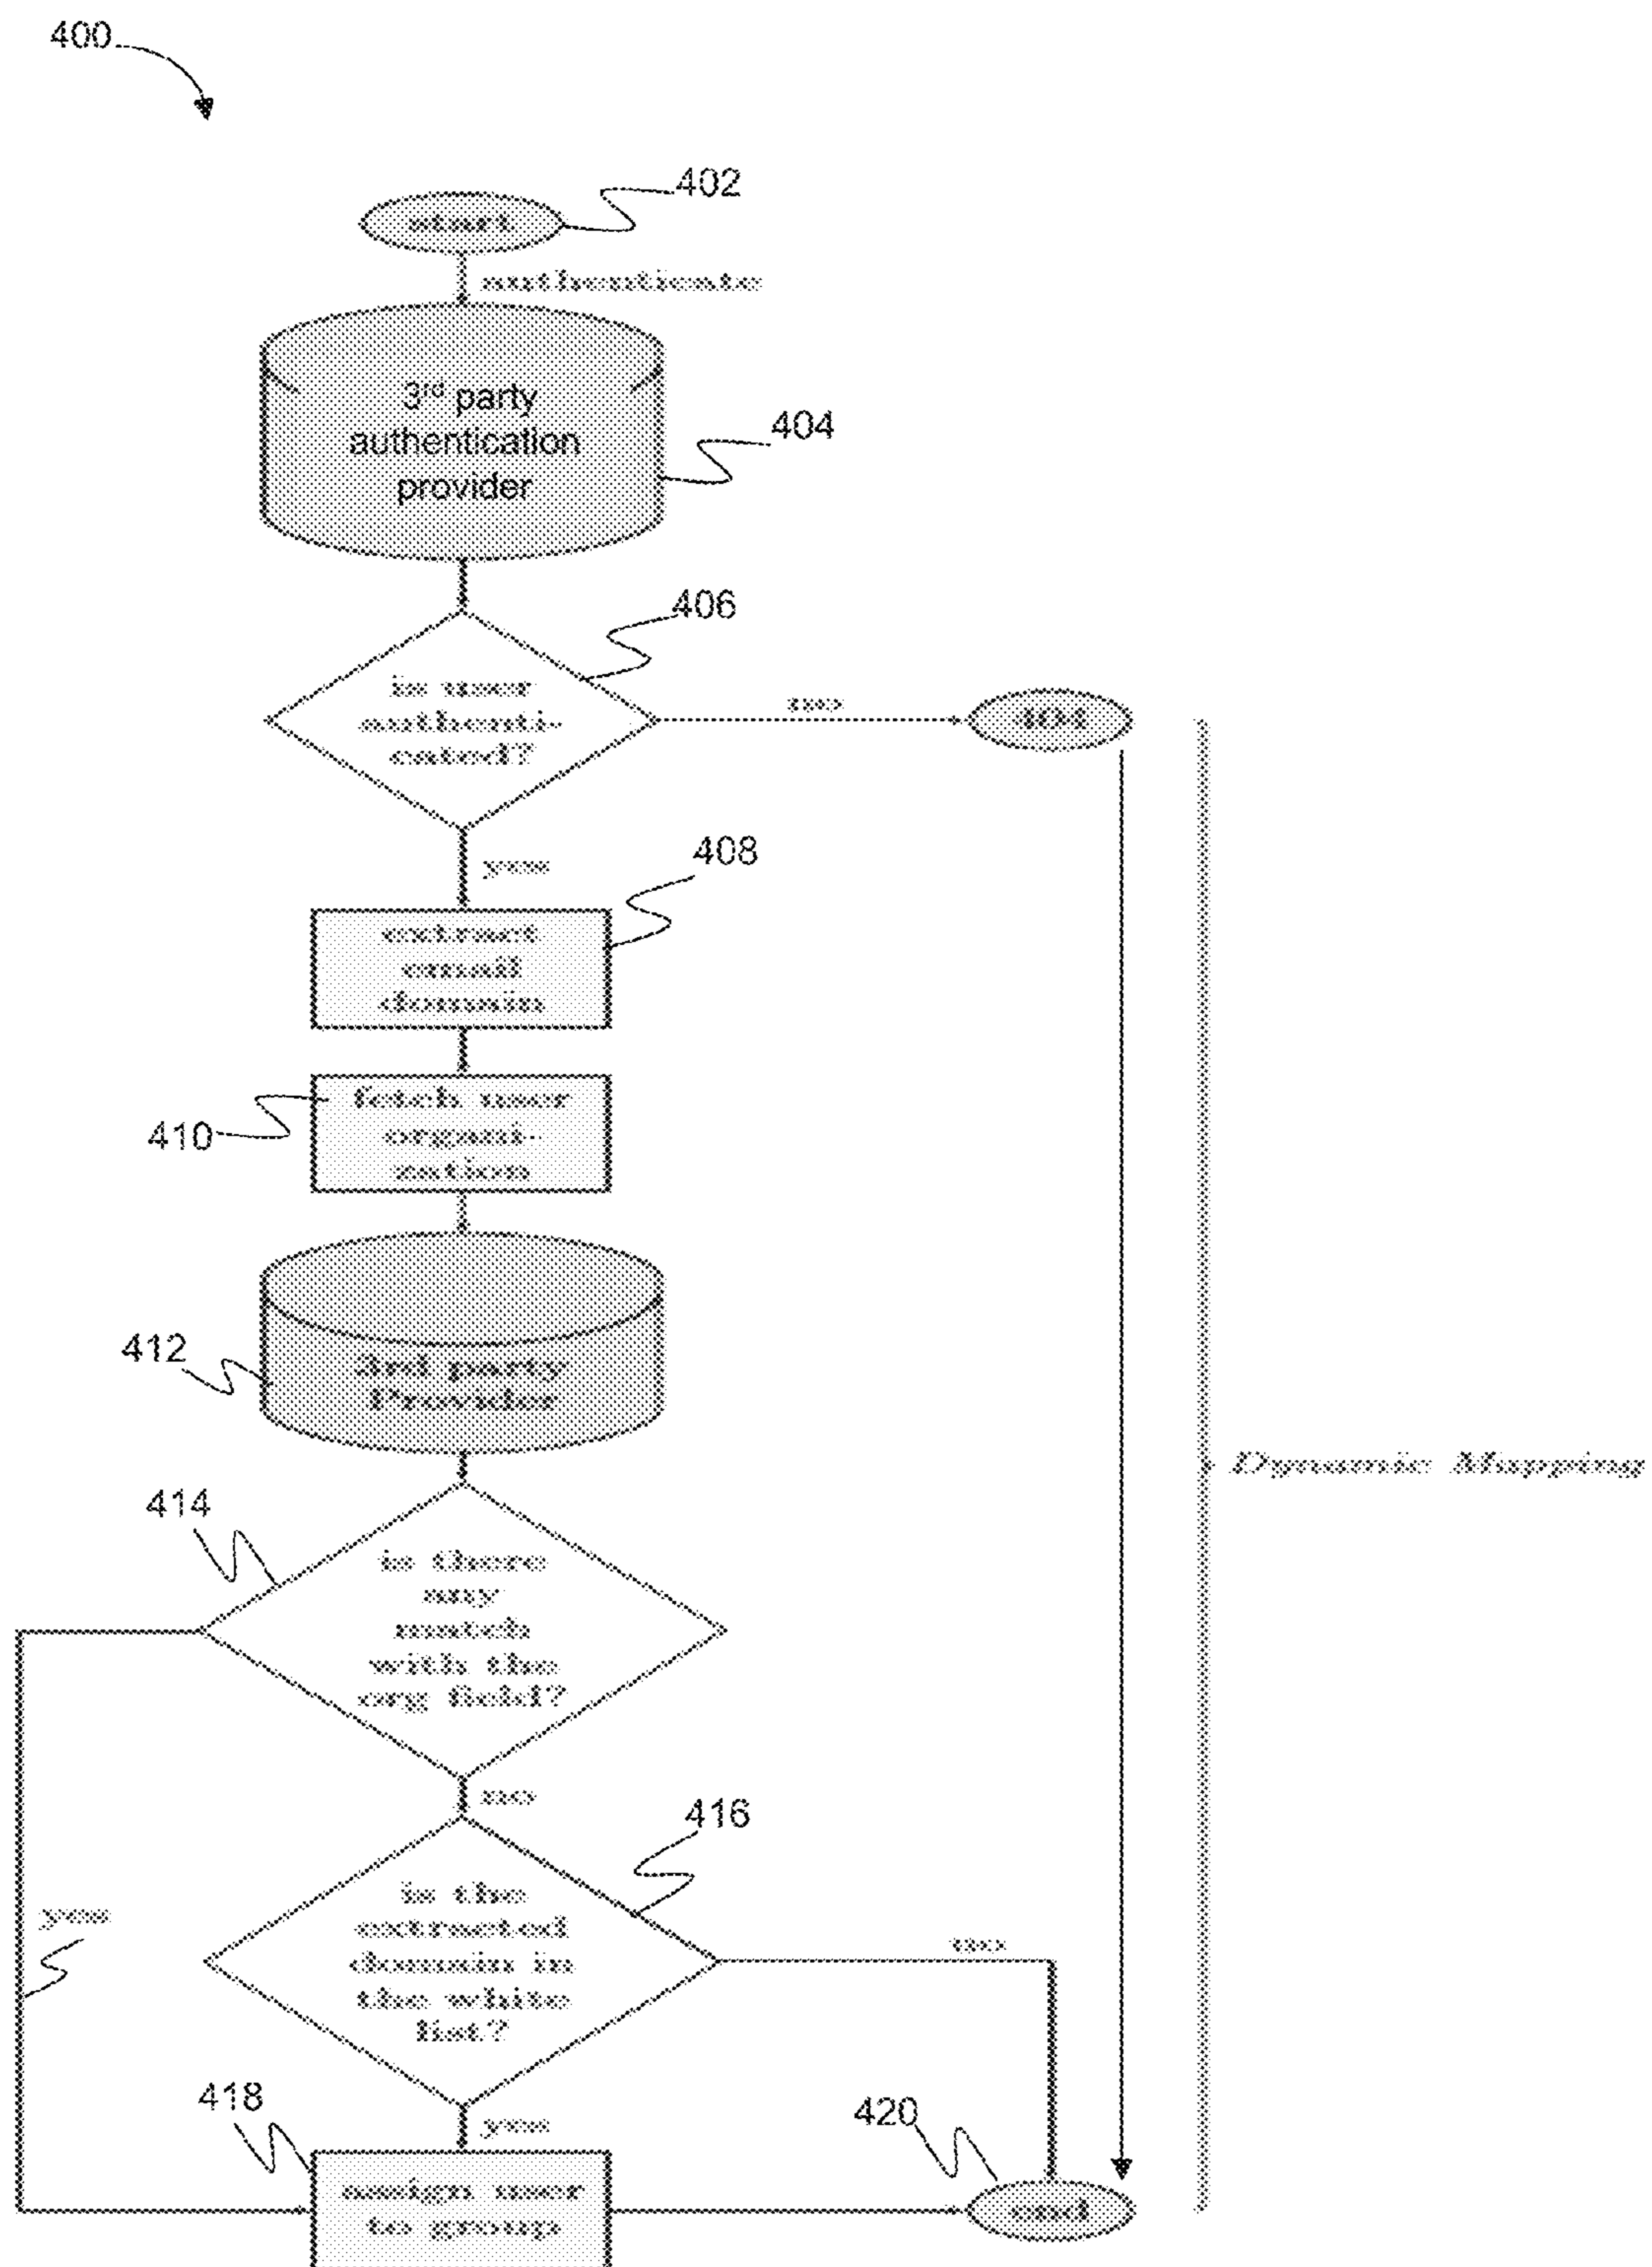 400
402
start
authenticate
3rd party
authentication
provider
404
406
is user
authenti-
cated?
no
401
yes
408
extract
email
domain
fetch user
organi-
zation
410
412
3rd party
Provider
Dynamic Mapping
414
is there
any
match
with the
org field?
no
416
is the
extracted
domain in
the white
list?
yes
no
418
yes
420
assign user
to group
end